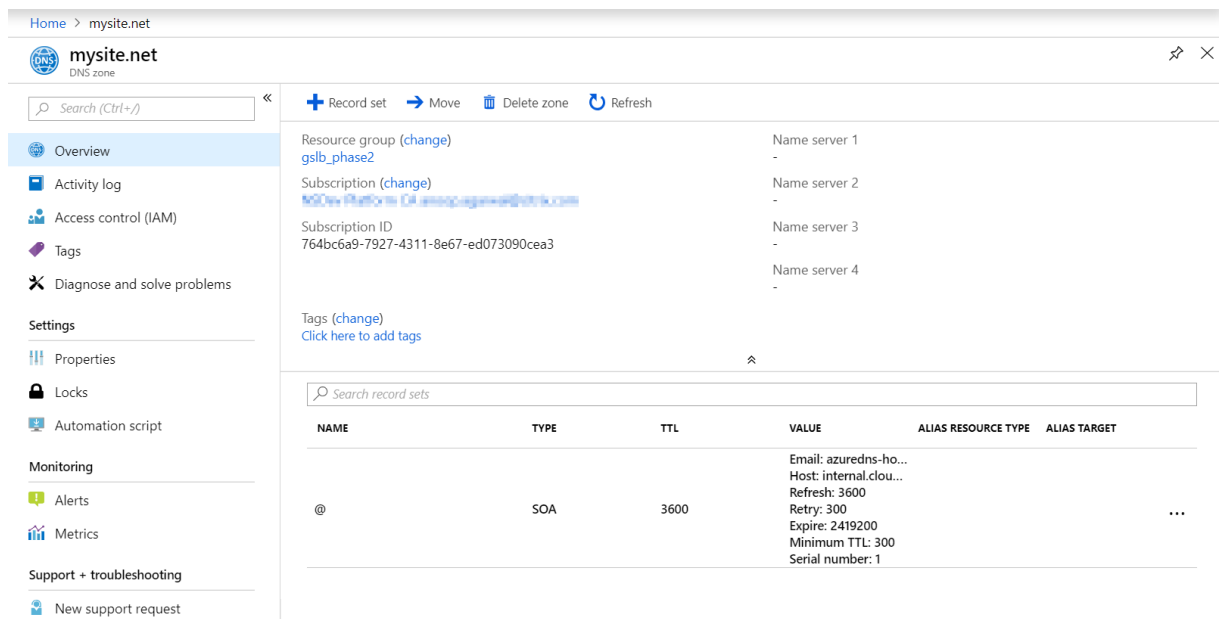 Home > mysite.net
mysite.net
DNS
DNS zone
Search (Ctrl+/)
«
Overview
Activity log
Access control (IAM)
Tags
Diagnose and solve problems
Settings
Properties
Locks
Automation script
Monitoring
Alerts
Metrics
Support + troubleshooting
New support request
Record set Move Delete zone Refresh
Resource group (change)
gslb_phase2
Subscription (change)
Subscription ID
764bc6a9-7927-4311-8e67-ed073090cea3
Tags (change)
Click here to add tags
Name server 1
-
Name server 2
-
Name server 3
-
Name server 4
-
Search record sets
NAME TYPE TTL VALUE ALIAS RESOURCE TYPE ALIAS TARGET
@ SOA 3600
Email: azuredns-ho...
Host: internal.clou...
Refresh: 3600
Retry: 300
Expire: 2419200
Minimum TTL: 300
Serial number: 1
...